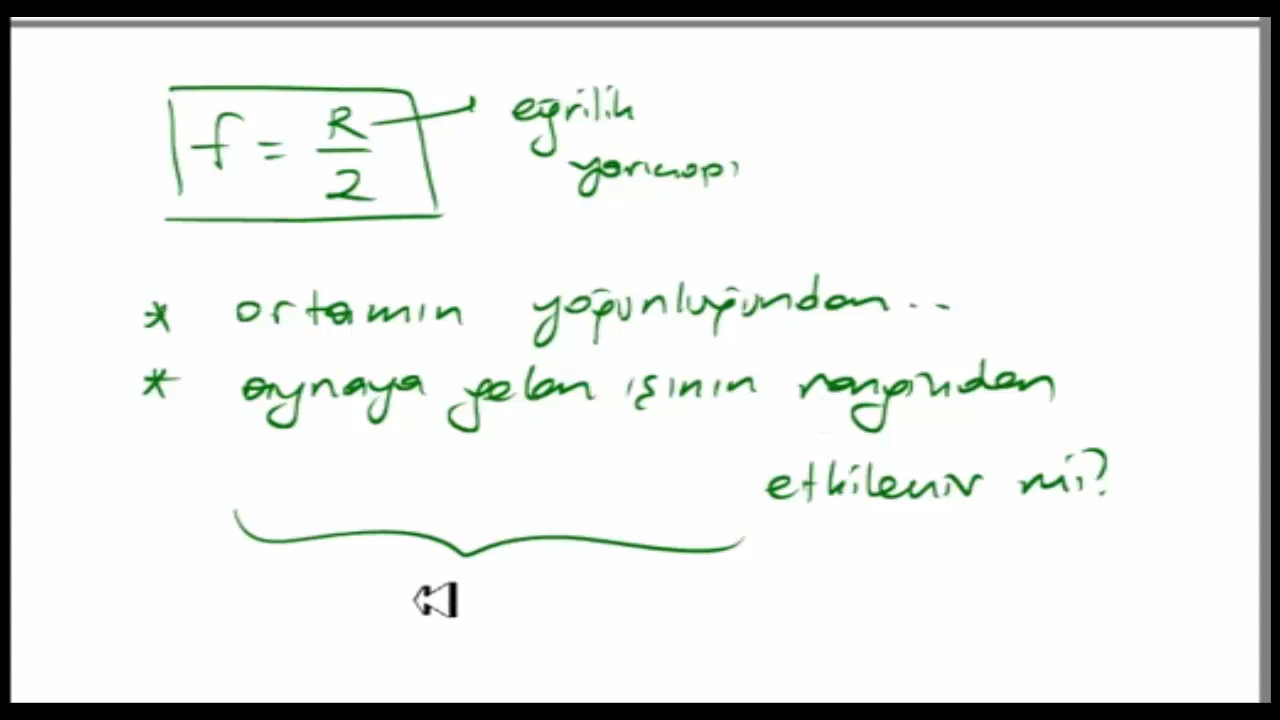 f = R/2 eğrilik
yarıçapı
* ortamın yoğunluğundan..
* aynaya gelen ışının renginden
etkilenir mi?